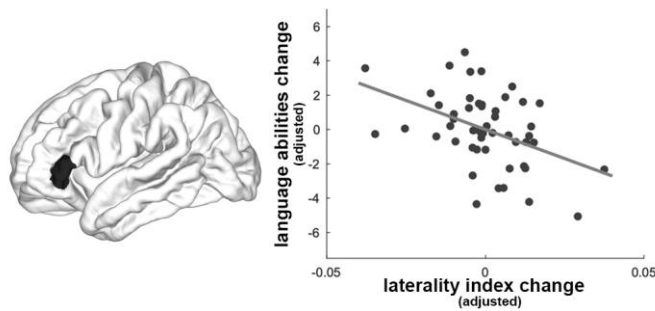 language abilities change
(adjusted)
6
4
2
0
-2
-4
-6
-0.05
0
0.05
laterality index change
(adjusted)